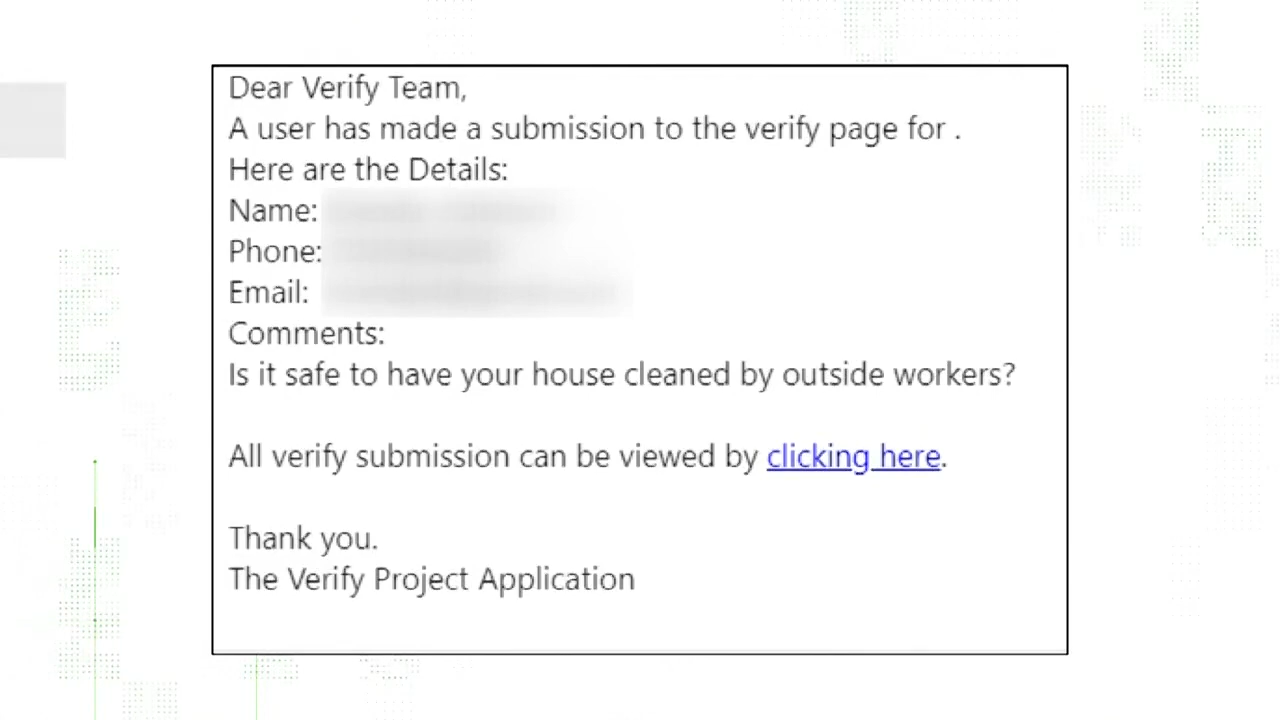 Dear Verify Team,
A user has made a submission to the verify page for .
Here are the Details:
Name:
Phone:
Email:
Comments:
Is it safe to have your house cleaned by outside workers?
All verify submission can be viewed by clicking here.
Thank you.
The Verify Project Application